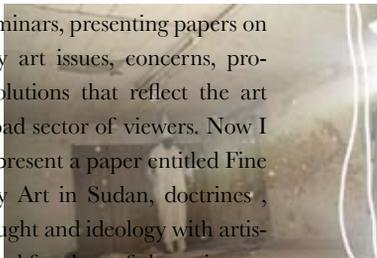 minars, presenting papers on
y art issues, concerns, pro-
olutions that reflect the art
oad sector of viewers. Now I
present a paper entitled Fine
y Art in Sudan, doctrines ,
ught and ideology with artis-